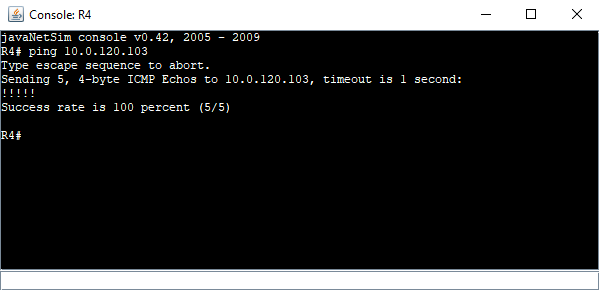 Console: R4
javaNetSim console v0.42, 2005 - 2009
R4# ping 10.0.120.103
Type escape sequence to abort.
Sending 5, 4-byte ICMP Echos to 10.0.120.103, timeout is 1 second:
!!!!!
Success rate is 100 percent (5/5)
R4#